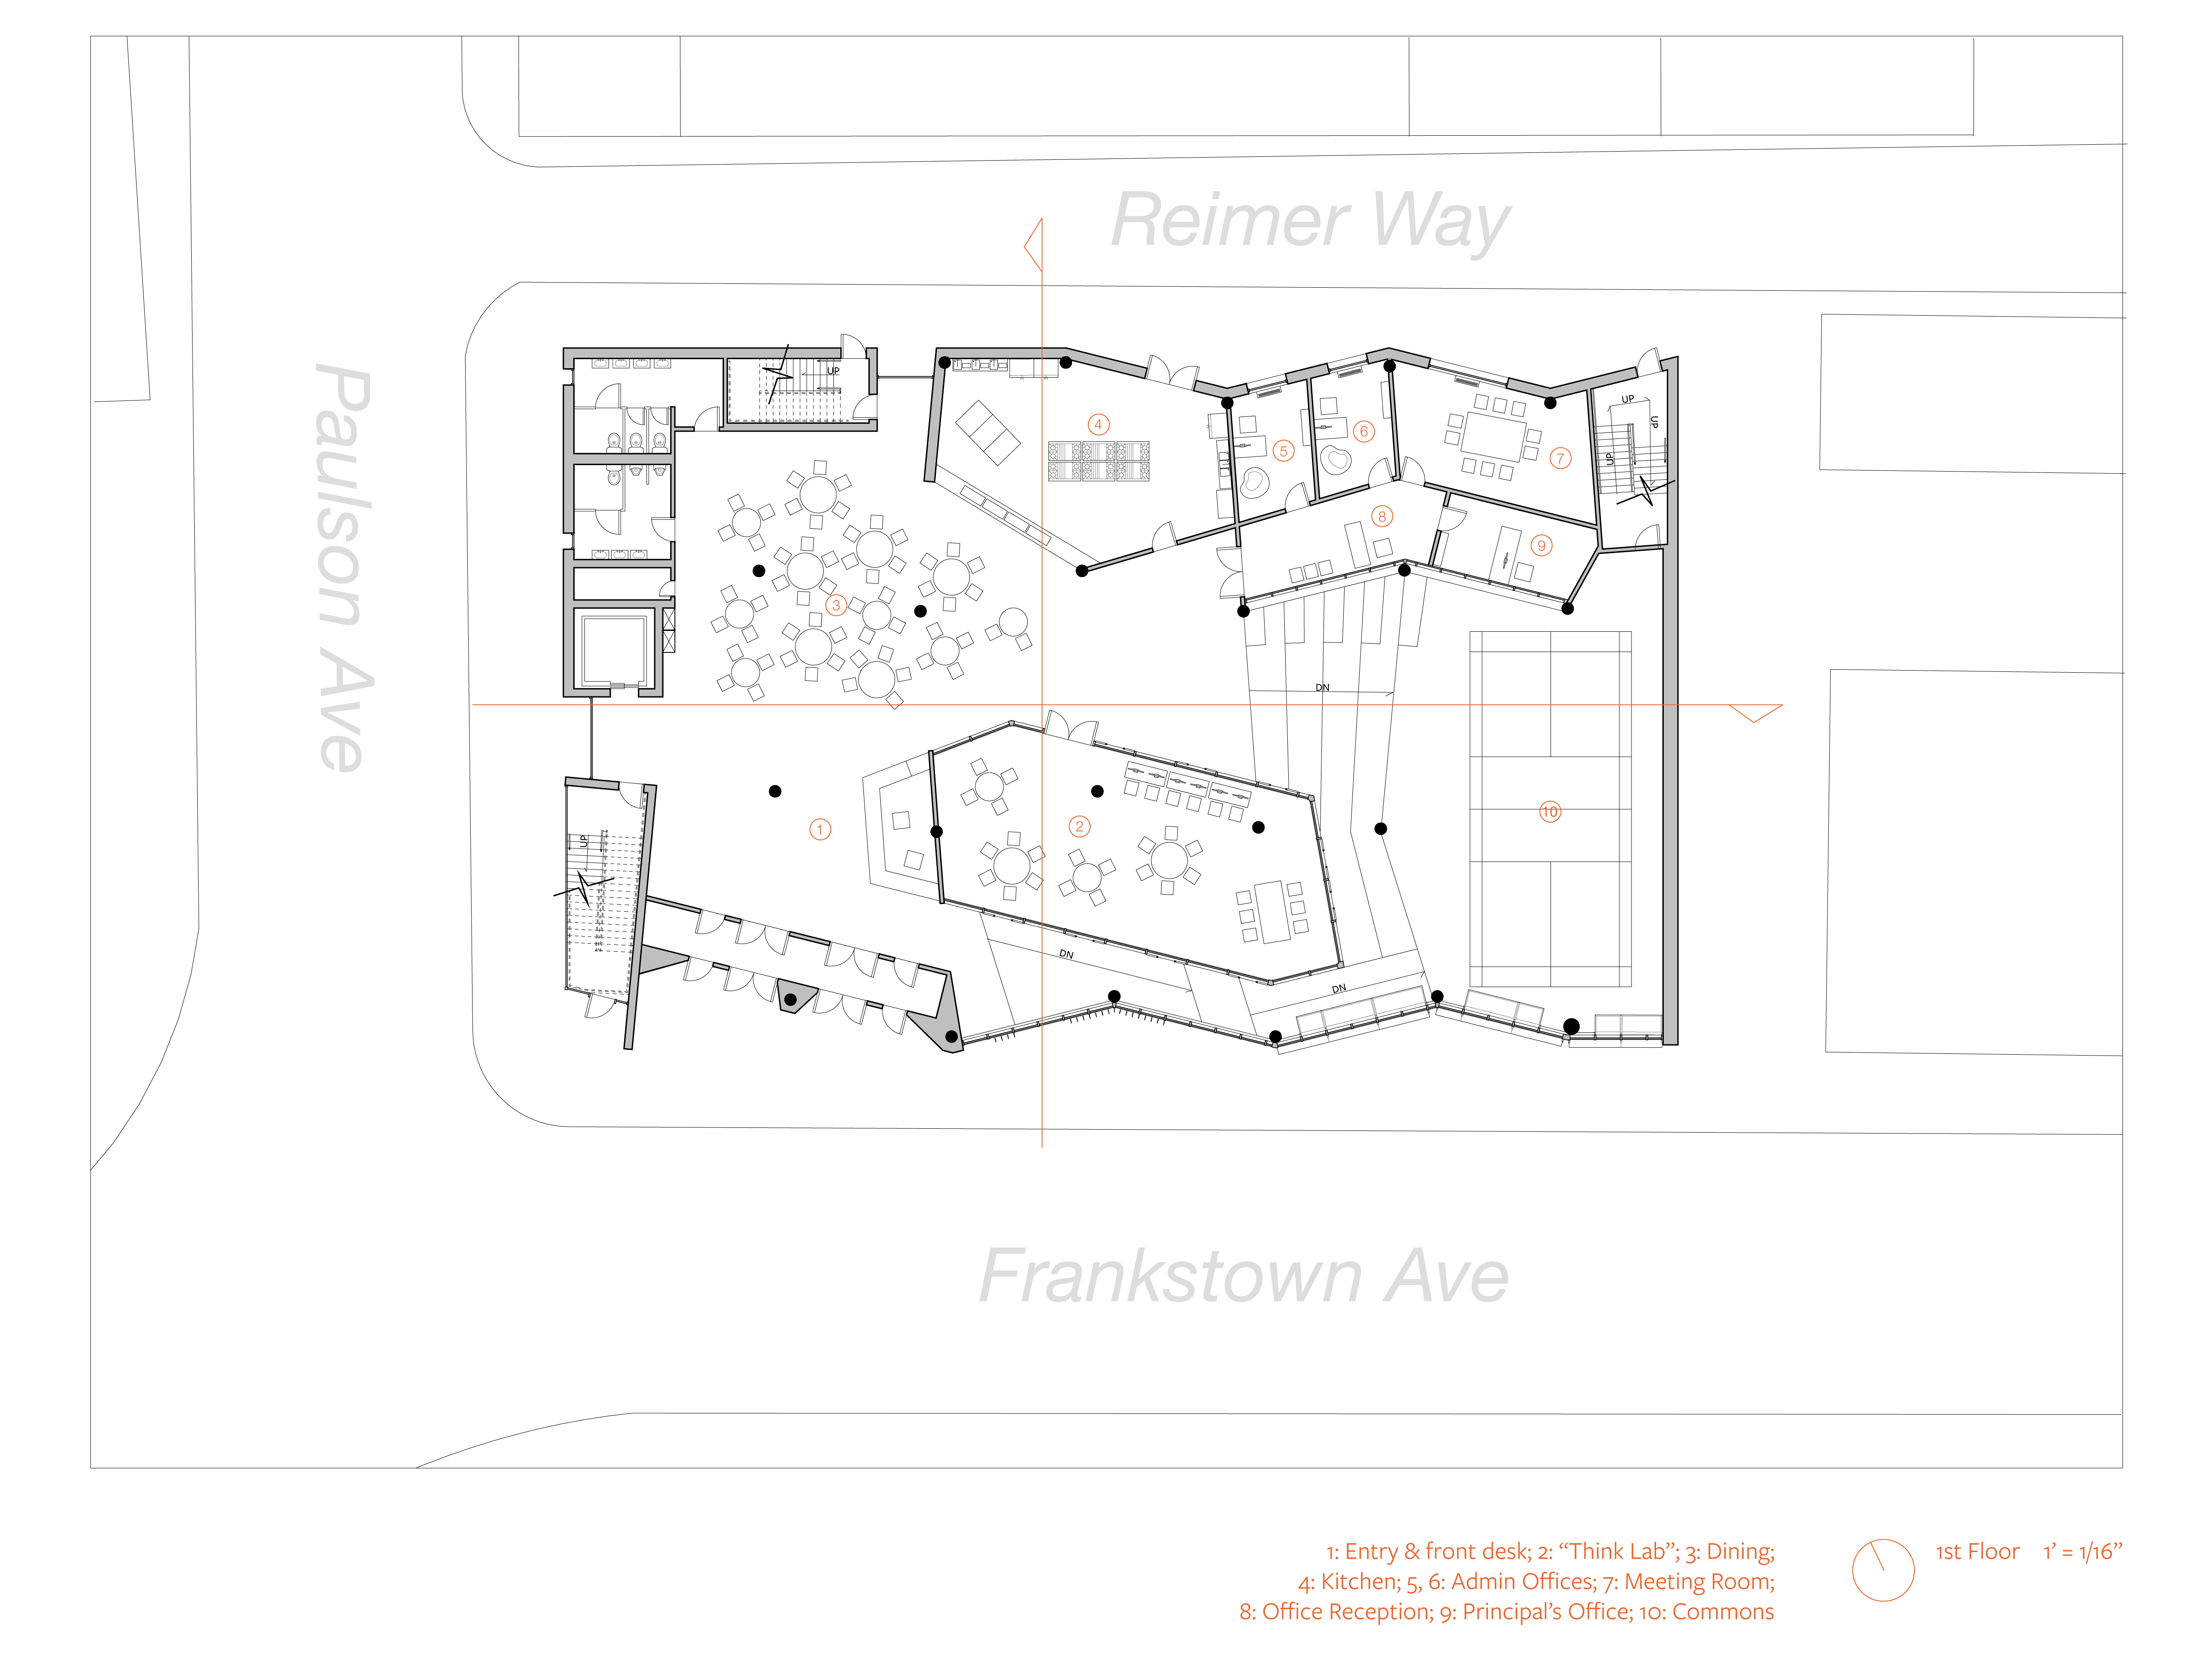 Reimer Way
Paulson Ave
UP
4
5
6
7
UP
UP
UP
8
9
3
DN
1
2
10
UP
DN
DN
Frankstown Ave
1: Entry & front desk; 2: “Think Lab”; 3: Dining;
4: Kitchen; 5, 6: Admin Offices; 7: Meeting Room;
8: Office Reception; 9: Principal’s Office; 10: Commons
1st Floor 1’ = 1/16”